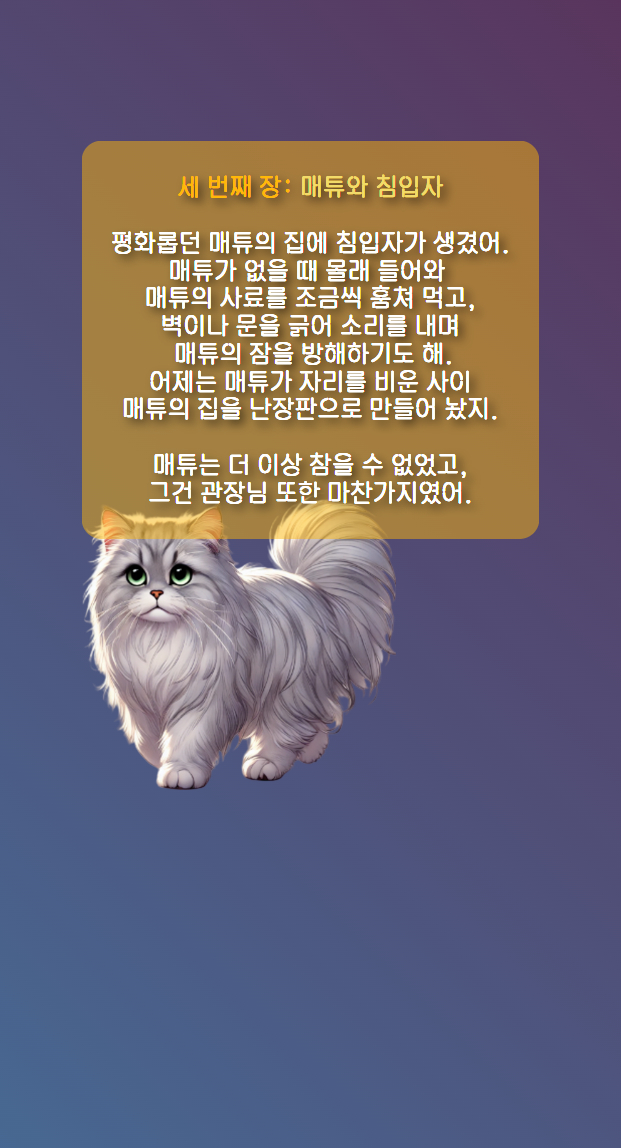 세 번째 장: 매튜와 침입자
평화롭던 매튜의 집에 침입자가 생겼어.
매튜가 없을 때 몰래 들어와
매튜의 사료를 조금씩 훔쳐 먹고,
벽이나 문을 긁어 소리를 내며
매튜의 잠을 방해하기도 해.
어제는 매튜가 자리를 비운 사이
매튜의 집을 난장판으로 만들어 놨지.
매튜는 더 이상 참을 수 없었고,
그건 관장님 또한 마찬가지였어.